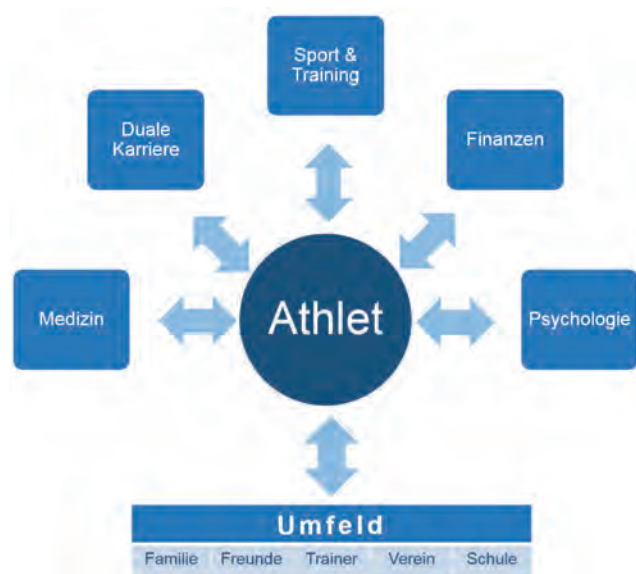 Sport &
Training
Duale
Karriere
Finanzen
Medizin
Athlet
Psychologie
Umfeld
Familie Freunde Trainer Verein Schule